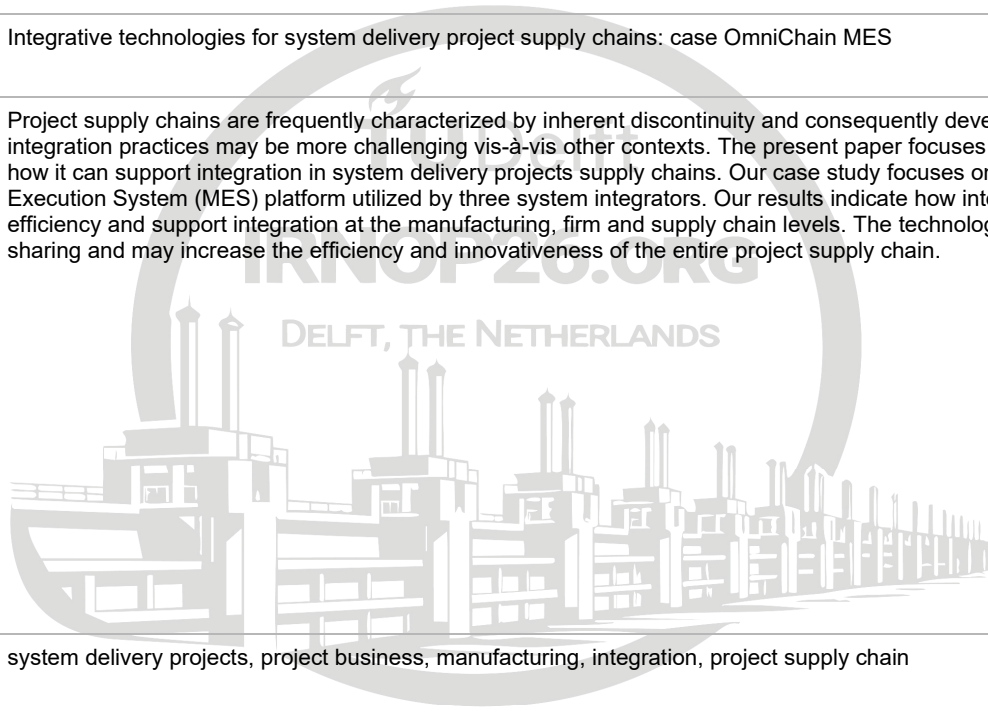 Integrative technologies for system delivery project supply chains: case OmniChain MES
Project supply chains are frequently characterized by inherent discontinuity and consequently
integration practices may be more challenging vis-à-vis other contexts. The present paper focuses
how it can support integration in system delivery projects supply chains. Our case study focuses
Execution System (MES) platform utilized by three system integrators. Our results indicate how
efficiency and support integration at the manufacturing, firm and supply chain levels. The
sharing and may increase the efficiency and innovativeness of the entire project supply chain.
TU Delft
IRNOP26.ORG
DELFT, THE NETHERLANDS
system delivery projects, project business, manufacturing, integration, project supply chain